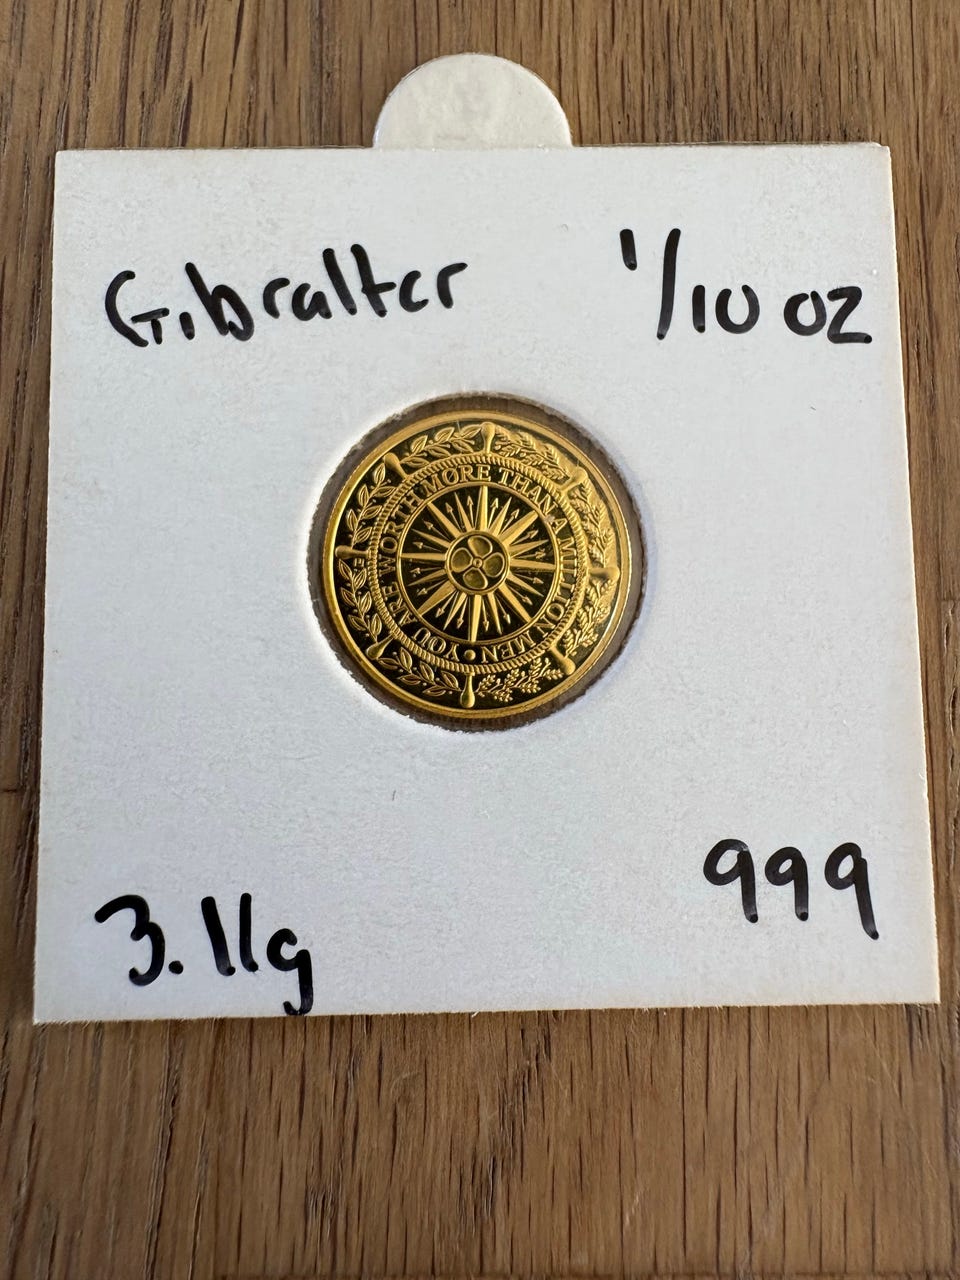 Gibralter 1/10 oz
YOU ARE WORTH MORE THAN A MILLION MEN •
3.11g 999